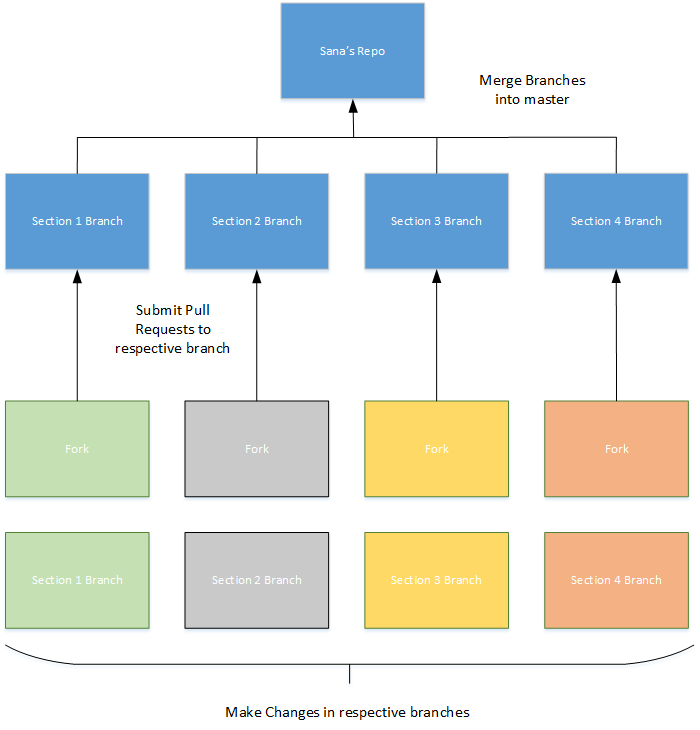 Sana's Repo
Merge Branches
into master
Section 1 Branch
Section 2 Branch
Section 3 Branch
Section 4 Branch
Submit Pull
Requests to
respective branch
Fork
Fork
Fork
Fork
Section 1 Branch
Section 2 Branch
Section 3 Branch
Section 4 Branch
Make Changes in respective branches